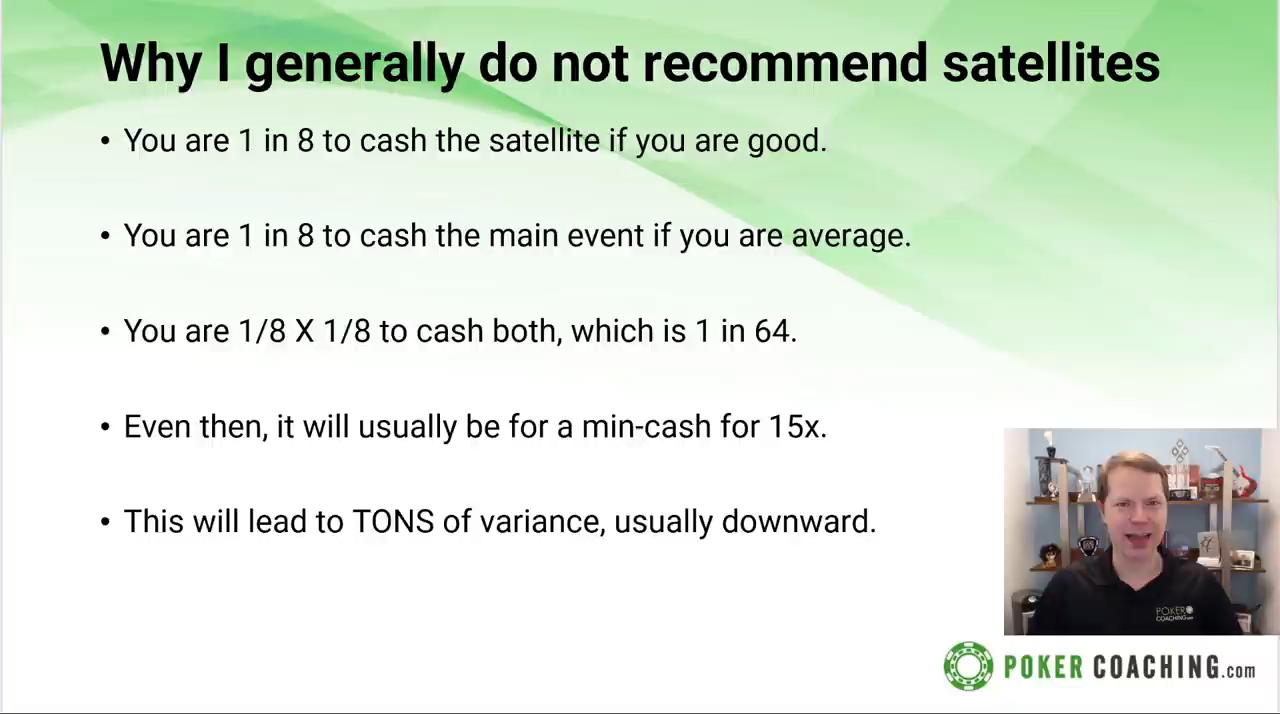 Why I generally do not recommend satellites
• You are 1 in 8 to cash the satellite if you are good.
• You are 1 in 8 to cash the main event if you are average.
• You are 1/8 X 1/8 to cash both, which is 1 in 64.
• Even then, it will usually be for a min-cash for 15x.
• This will lead to TONS of variance, usually downward.
POKER
COACHING.com
POKER COACHING.com